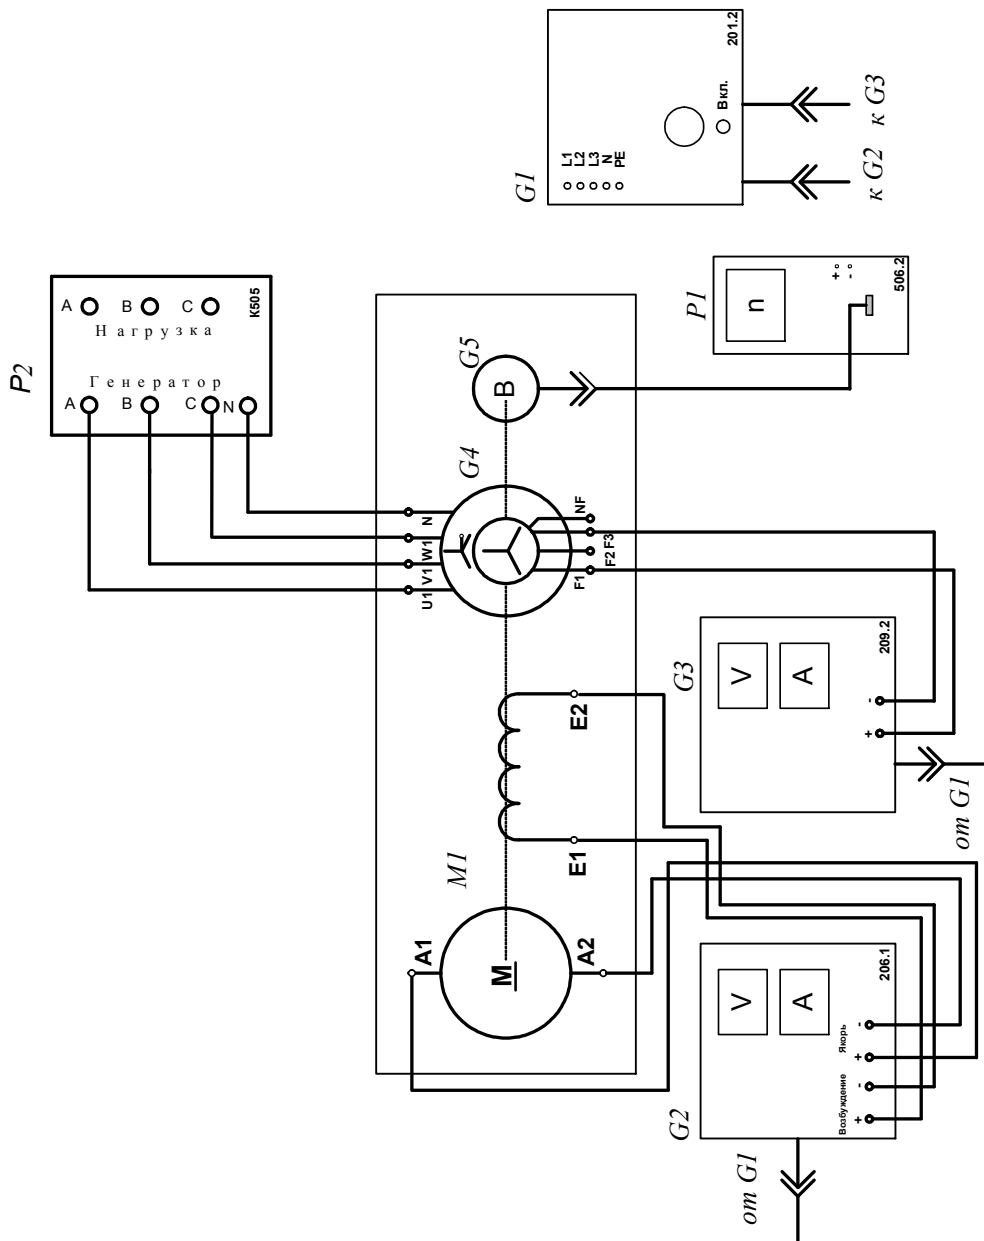 G1
L1
L2
L3
N
PE
Вкл.
201.2
к G2
к G3
P2
A
B
C
Нагрузка
K505
Генератор
A
B
C
N
P1
n
+
-
506.2
G5
B
G4
U1
V1
W1
N
F1
F2
F3
NF
M1
M
A1
A2
E1
E2
G3
V
A
209.2
+
-
от G1
G2
V
A
206.1
Возбуждение
+
-
Якорь
+
-
от G1